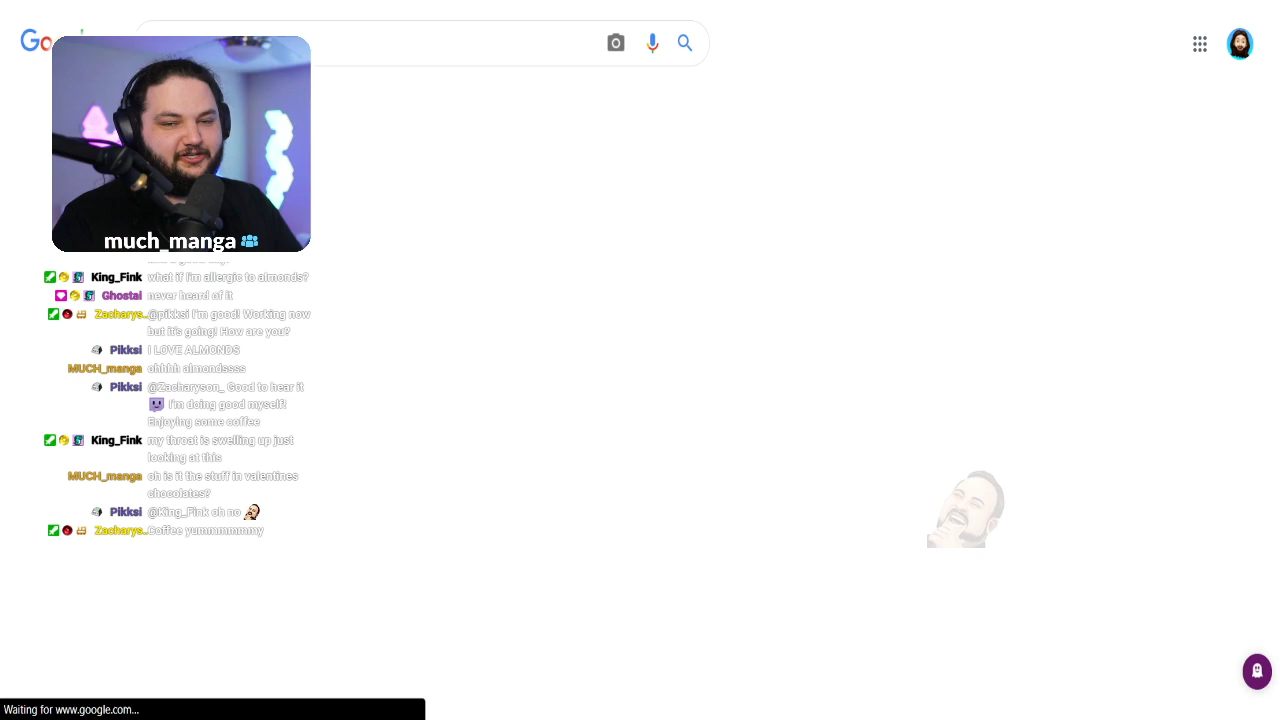 Go
much_manga
King_Fink what if i'm allergic to almonds?
Ghostai never heard of it
Zacharys.. @pikksi I'm good! Working now
but it's going! How are you?
Pikksi I LOVE ALMONDS
MUCH_manga ohhhh almondssss
Pikksi @Zacharyson_ Good to hear it
I'm doing good myself!
Enjoying some coffee
King_Fink my throat is swelling up just
looking at this
MUCH_manga oh is it the stuff in valentines
chocolates?
Pikksi @King_Fink oh no
Zacharys.. Coffee yummmmmmy
Waiting for www.google.com...